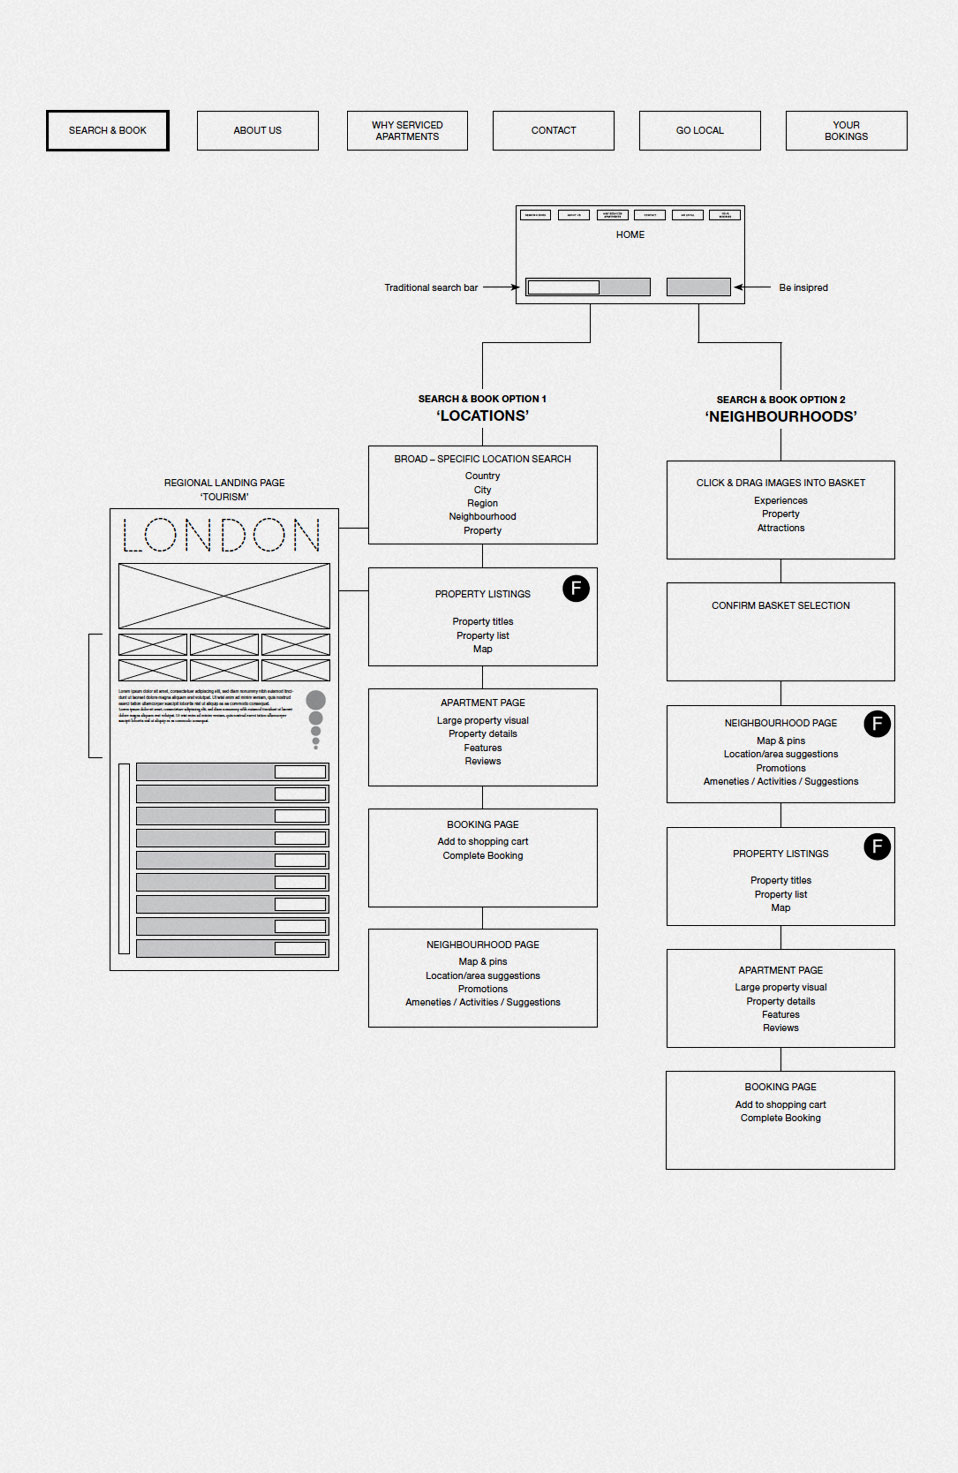 SEARCH & BOOK
ABOUT US
WHY SERVICED
APARTMENTS
CONTACT
GO LOCAL
YOUR
BOKINGS
HOME
Traditional search bar
Be insipred
SEARCH & BOOK OPTION 1
‘LOCATIONS’
BROAD – SPECIFIC LOCATION SEARCH
Country
City
Region
Neighbourhood
Property
REGIONAL LANDING PAGE
‘TOURISM’
LONDON
PROPERTY LISTINGS
F
Property titles
Property list
Map
APARTMENT PAGE
Large property visual
Property details
Features
Reviews
BOOKING PAGE
Add to shopping cart
Complete Booking
NEIGHBOURHOOD PAGE
Map & pins
Location/area suggestions
Promotions
Ameneties / Activities / Suggestions
SEARCH & BOOK OPTION 2
‘NEIGHBOURHOODS’
CLICK & DRAG IMAGES INTO BASKET
Experiences
Property
Attractions
CONFIRM BASKET SELECTION
NEIGHBOURHOOD PAGE
F
Map & pins
Location/area suggestions
Promotions
Ameneties / Activities / Suggestions
PROPERTY LISTINGS
F
Property titles
Property list
Map
APARTMENT PAGE
Large property visual
Property details
Features
Reviews
BOOKING PAGE
Add to shopping cart
Complete Booking